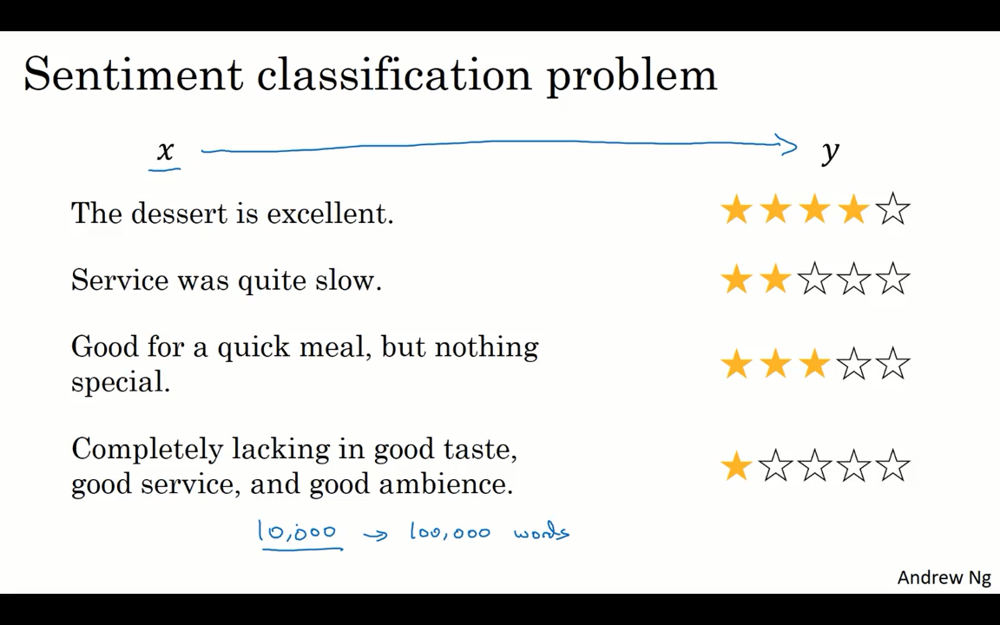 Sentiment classification problem
x → y
The dessert is excellent.
Service was quite slow.
Good for a quick meal, but nothing
special.
Completely lacking in good taste,
good service, and good ambience.
10,000 → 100,000 words
Andrew Ng